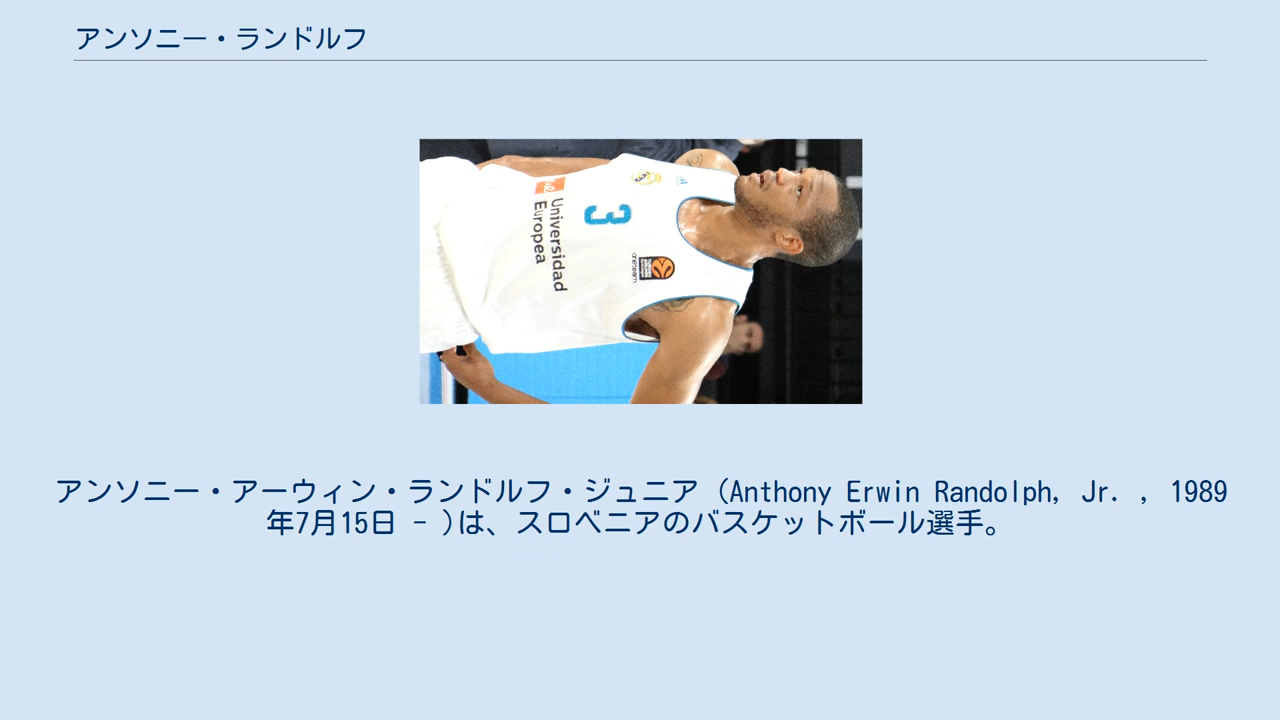 アンソニー・ランドルフ
3
Universidad
Europea
アンソニー・アーウィン・ランドルフ・ジュニア (Anthony Erwin Randolph, Jr. , 1989
年7月15日 - )は、スロベニアのバスケットボール選手。